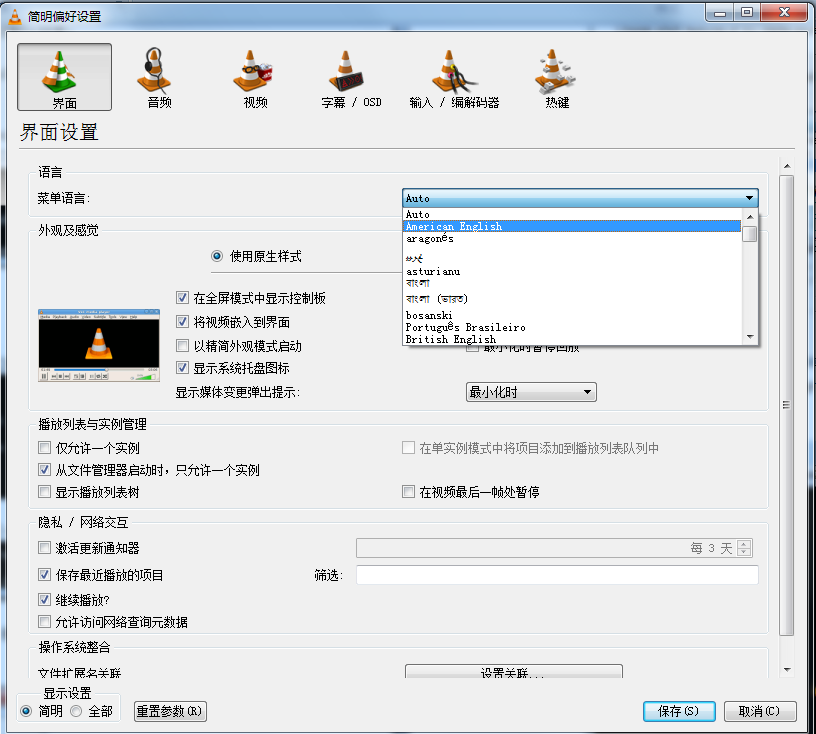 简明偏好设置
界面
音频
视频
字幕 / OSD
输入 / 编解码器
热键
界面设置
语言
菜单语言:
Auto
Auto
American English
aragonés
عربي
asturianu
বাংলা
বাংলা (ভারত)
bosanski
Português Brasileiro
British English
外观及感觉
使用原生样式
在全屏模式中显示控制板
将视频嵌入到界面
以精简外观模式启动
最小化时暂停回放
显示系统托盘图标
显示媒体变更弹出提示:
最小化时
播放列表与实例管理
仅允许一个实例
在单实例模式中将项目添加到播放列表队列中
从文件管理器启动时，只允许一个实例
显示播放列表树
在视频最后一帧处暂停
隐私 / 网络交互
激活更新通知器
每 3 天
保存最近播放的项目
筛选:
继续播放?
允许访问网络查询元数据
操作系统整合
文件扩展名关联
设置关联...
显示设置
简明
全部
重置参数(R)
保存(S)
取消(C)